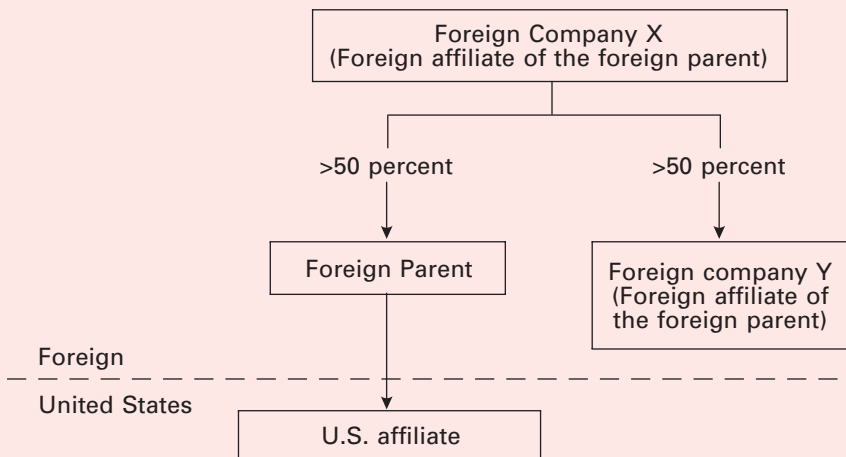 Foreign Company X
(Foreign affiliate of the foreign parent)
>50 percent
>50 percent
Foreign Parent
Foreign company Y
(Foreign affiliate of
the foreign parent)
Foreign
United States
U.S. affiliate